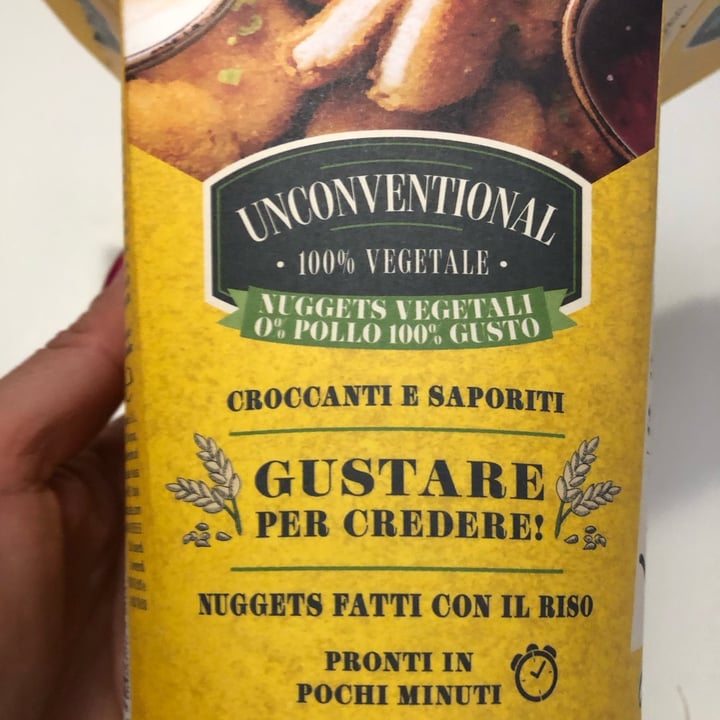 UNCONVENTIONAL
• 100% VEGETALE •
NUGGETS VEGETALI
0% POLLO 100% GUSTO
CROCCANTI E SAPORITI
GUSTARE
PER CREDERE!
NUGGETS FATTI CON IL RISO
PRONTI IN
POCHI MINUTI